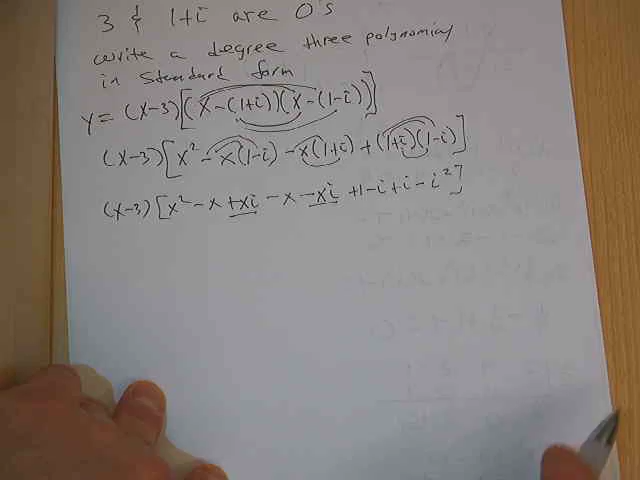 3 & 1+i are 0's
write a degree three polynomial
in Standard form
y = (x-3)[(x-(1+i))(x-(1-i))]
(x-3)[x² - x(1-i) - x(1+i) + (1+i)(1-i)]
(x-3)[x² - x + xi - x - xi + 1 - i + i - i²]